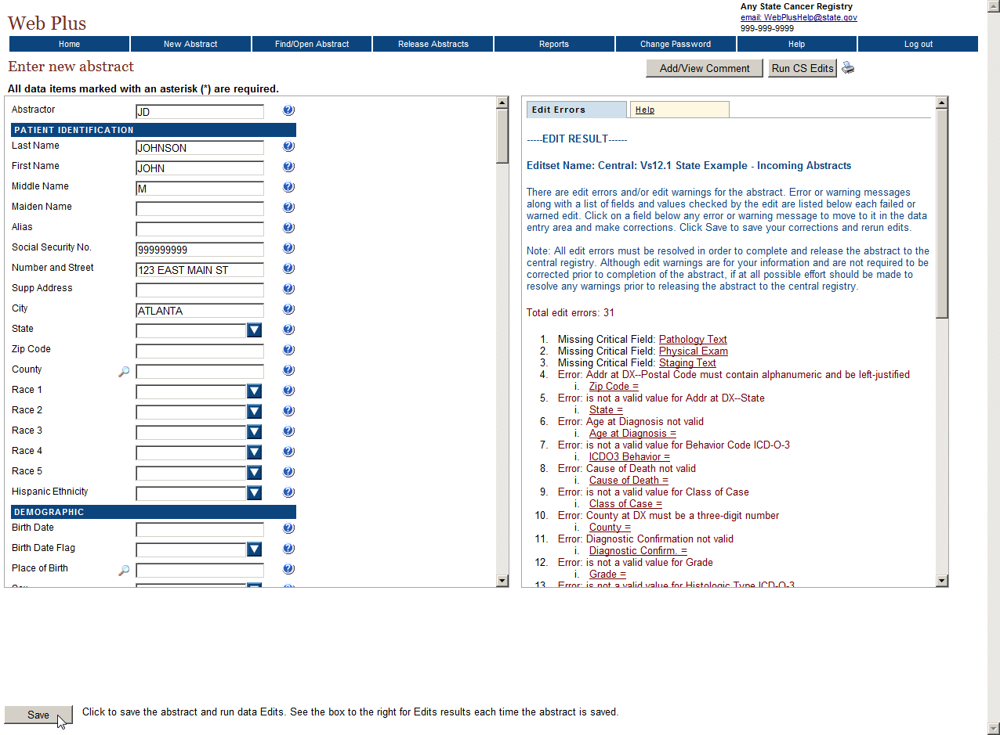 Any State Cancer Registry
Web Plus
email: WebPlusHelp@state.gov
999-999-9999
Home New Abstract Find/Open Abstract Release Abstracts Reports Change Password Help Log out
Enter new abstract
Add/View Comment Run CS Edits
All data items marked with an asterisk (*) are required.
Abstractor JD
PATIENT IDENTIFICATION
Last Name JOHNSON
First Name JOHN
Middle Name M
Maiden Name
Alias
Social Security No. 999999999
Number and Street 123 EAST MAIN ST
Supp Address
City ATLANTA
State
Zip Code
County
Race 1
Race 2
Race 3
Race 4
Race 5
Hispanic Ethnicity
DEMOGRAPHIC
Birth Date
Birth Date Flag
Place of Birth
Edit Errors Help
-----EDIT RESULT------
Editset Name: Central: Vs12.1 State Example - Incoming Abstracts
There are edit errors and/or edit warnings for the abstract. Error or warning messages
along with a list of fields and values checked by the edit are listed below each failed or
warned edit. Click on a field below any error or warning message to move to it in the data
entry area and make corrections. Click Save to save your corrections and rerun edits.
Note: All edit errors must be resolved in order to complete and release the abstract to the
central registry. Although edit warnings are for your information and are not required to be
corrected prior to completion of the abstract, if at all possible effort should be made to
resolve any warnings prior to releasing the abstract to the central registry.
Total edit errors: 31
1. Missing Critical Field: Pathology Text
2. Missing Critical Field: Physical Exam
3. Missing Critical Field: Staging Text
4. Error: Addr at DX--Postal Code must contain alphanumeric and be left-justified
i. Zip Code =
5. Error: is not a valid value for Addr at DX--State
i. State =
6. Error: Age at Diagnosis not valid
i. Age at Diagnosis =
7. Error: is not a valid value for Behavior Code ICD-O-3
i. ICDO3 Behavior =
8. Error: Cause of Death not valid
i. Cause of Death =
9. Error: is not a valid value for Class of Case
i. Class of Case =
10. Error: County at DX must be a three-digit number
i. County =
11. Error: Diagnostic Confirmation not valid
i. Diagnostic Confirm. =
12. Error: is not a valid value for Grade
i. Grade =
13. Error: is not a valid value for Histologic Type ICD-O-3
Save Click to save the abstract and run data Edits. See the box to the right for Edits results each time the abstract is saved.